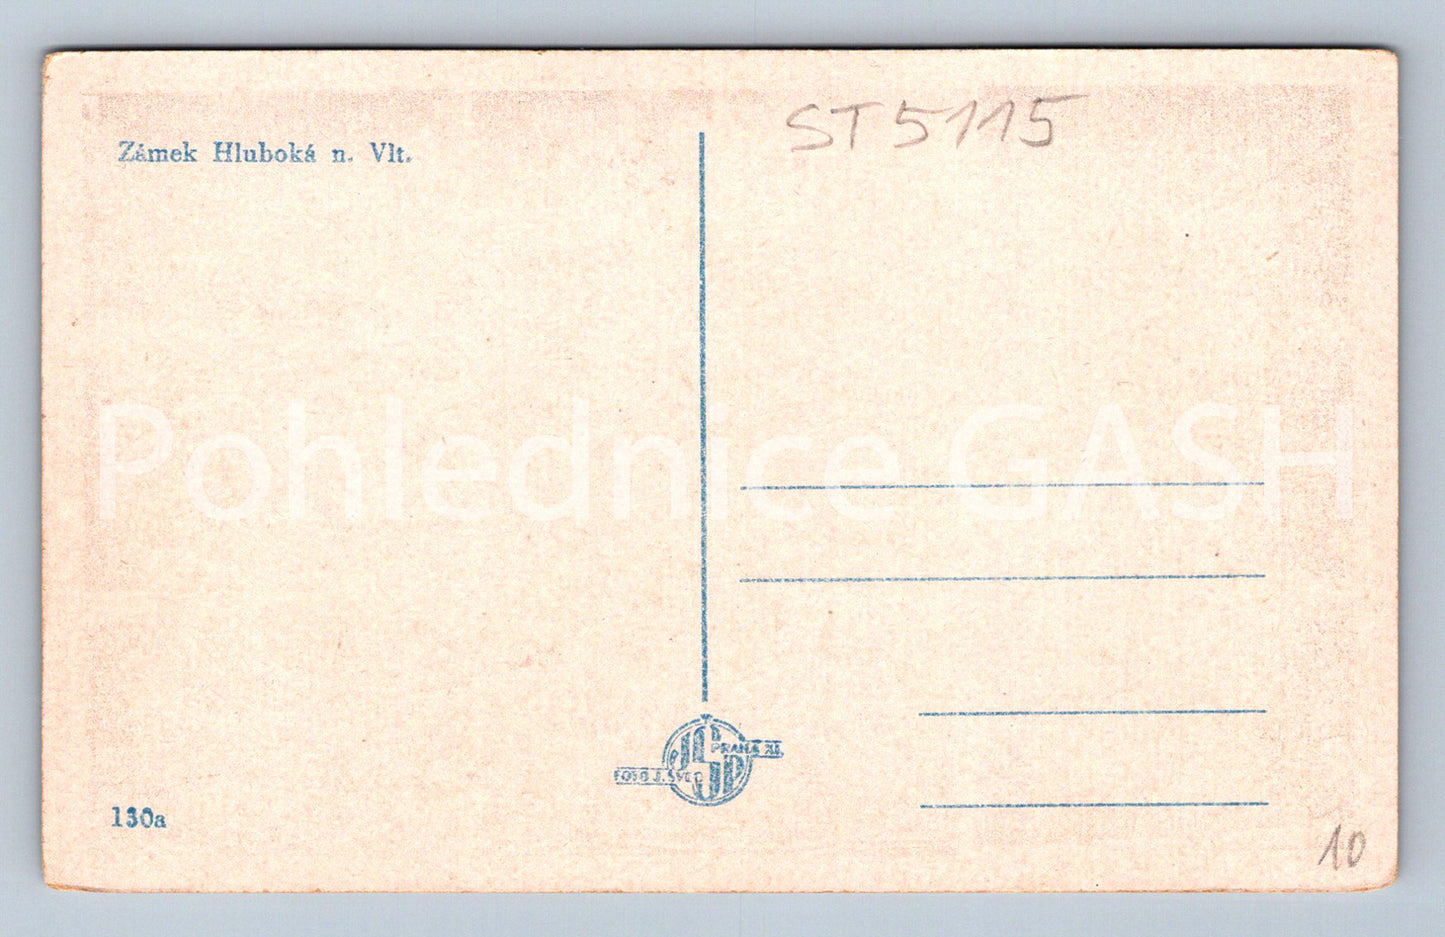 Zámek Hluboká n. Vlt.
ST5115
Pohlednice GASH
PRAHA XI.
FOTO J. ŠVEC
130a
10